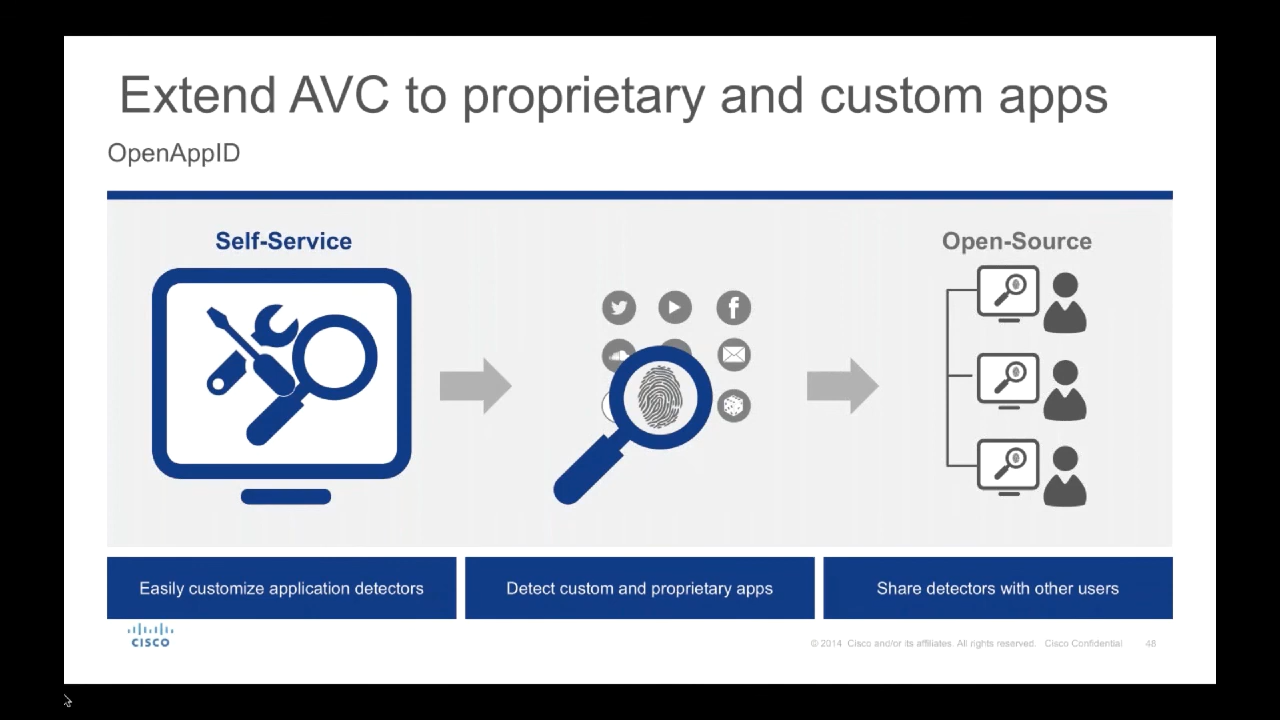 Extend AVC to proprietary and custom apps
OpenAppID
Self-Service
Open-Source
Easily customize application detectors
Detect custom and proprietary apps
Share detectors with other users
CISCO
© 2014 Cisco and/or its affiliates. All rights reserved. Cisco Confidential 48